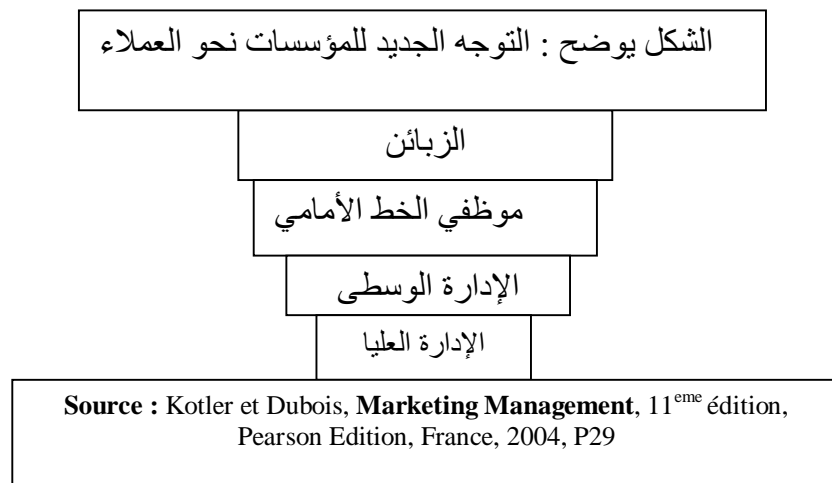 الشكل يوضح : التوجه الجديد للمؤسسات نحو العملاء
الزبائن
موظفي الخط الأمامي
الإدارة الوسطى
الإدارة العليا
Source : Kotler et Dubois, Marketing Management, 11eme édition,
Pearson Edition, France, 2004, P29